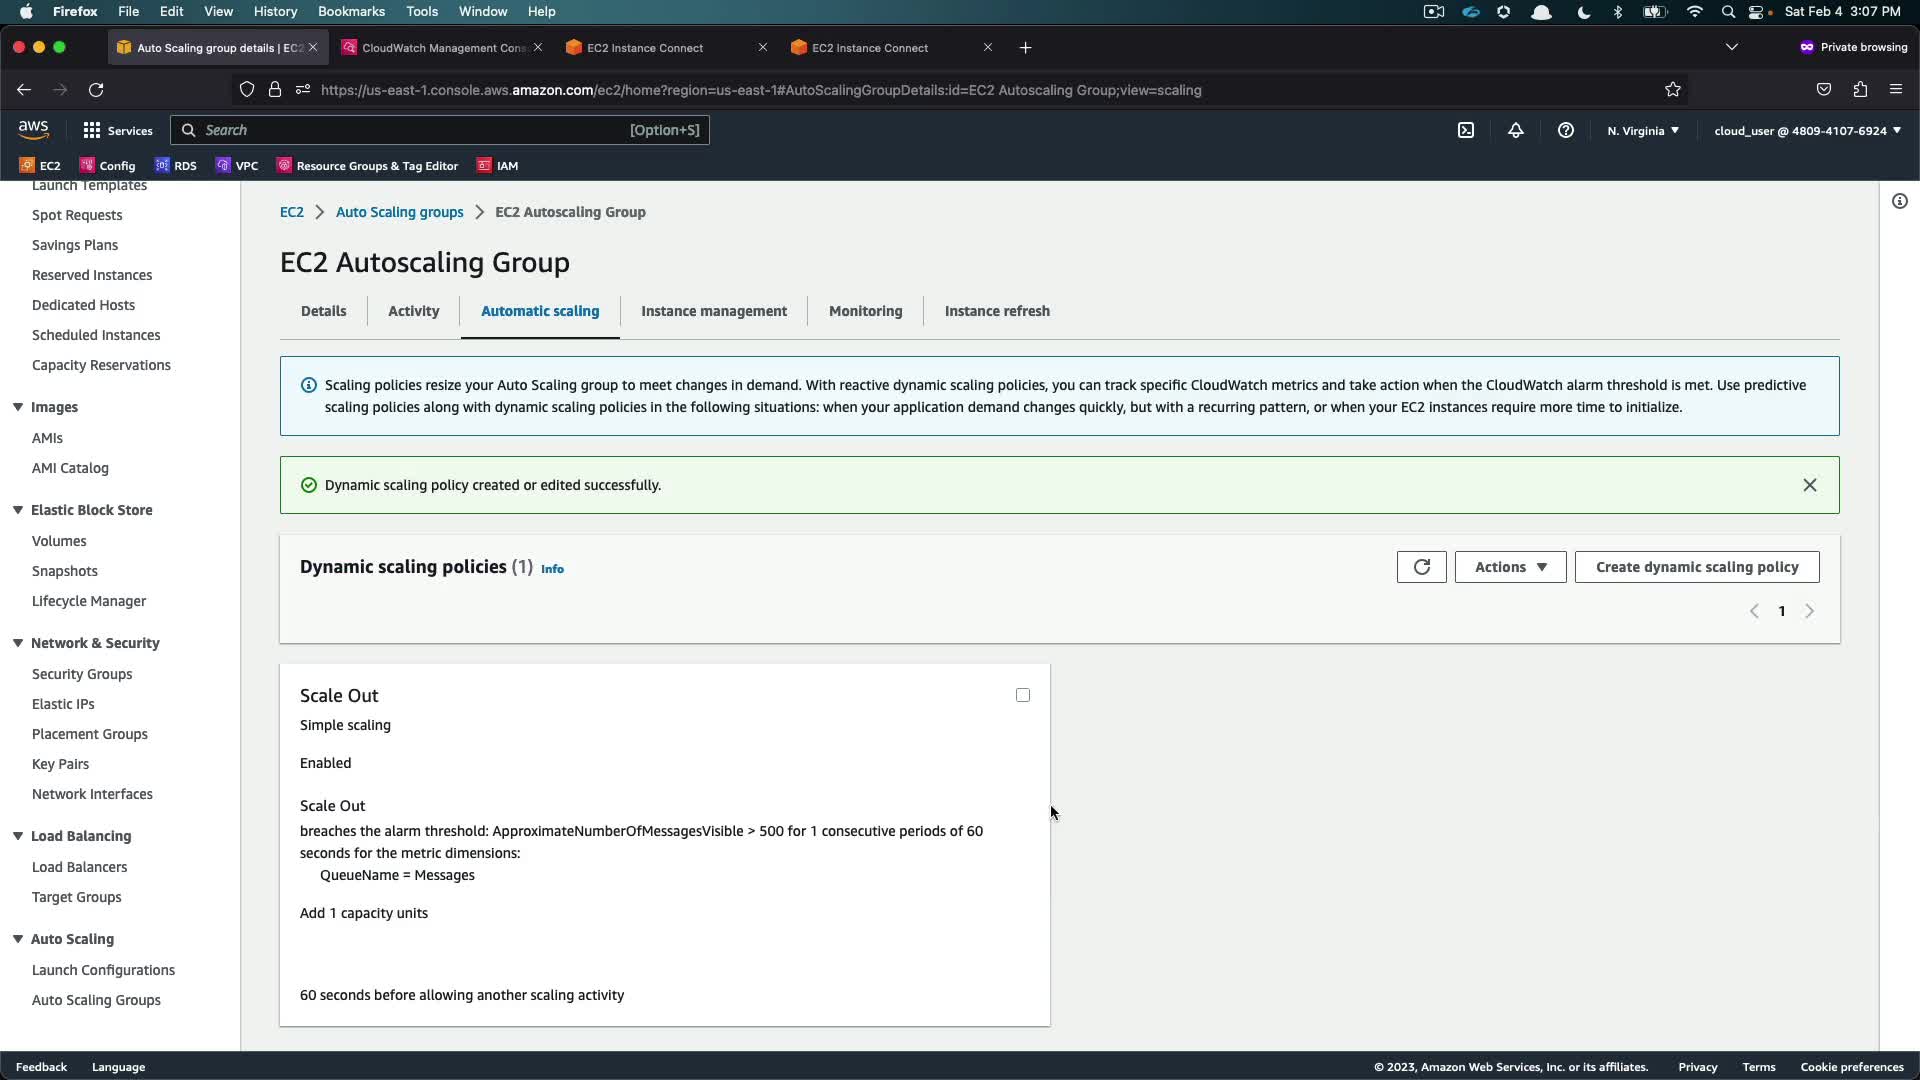 Firefox File Edit View History Bookmarks Tools Window Help Sat Feb 4 3:07 PM
Auto Scaling group details | EC2 CloudWatch Management Cons EC2 Instance Connect EC2 Instance Connect Private browsing
https://us-east-1.console.aws.amazon.com/ec2/home?region=us-east-1#AutoScalingGroupDetails:id=EC2 Autoscaling Group;view=scaling
aws Services Search [Option+S] N. Virginia cloud_user @ 4809-4107-6924
EC2 Config RDS VPC Resource Groups & Tag Editor IAM
Launch Templates
Spot Requests
Savings Plans
Reserved Instances
Dedicated Hosts
Scheduled Instances
Capacity Reservations
Images
AMIs
AMI Catalog
Elastic Block Store
Volumes
Snapshots
Lifecycle Manager
Network & Security
Security Groups
Elastic IPs
Placement Groups
Key Pairs
Network Interfaces
Load Balancing
Load Balancers
Target Groups
Auto Scaling
Launch Configurations
Auto Scaling Groups
EC2 Auto Scaling groups EC2 Autoscaling Group
EC2 Autoscaling Group
Details Activity Automatic scaling Instance management Monitoring Instance refresh
Scaling policies resize your Auto Scaling group to meet changes in demand. With reactive dynamic scaling policies, you can track specific CloudWatch metrics and take action when the CloudWatch alarm threshold is met. Use predictive
scaling policies along with dynamic scaling policies in the following situations: when your application demand changes quickly, but with a recurring pattern, or when your EC2 instances require more time to initialize.
Dynamic scaling policy created or edited successfully.
Dynamic scaling policies (1) Info Actions Create dynamic scaling policy
1
Scale Out
Simple scaling
Enabled
Scale Out
breaches the alarm threshold: ApproximateNumberOfMessagesVisible > 500 for 1 consecutive periods of 60
seconds for the metric dimensions:
QueueName = Messages
Add 1 capacity units
60 seconds before allowing another scaling activity
Feedback Language © 2023, Amazon Web Services, Inc. or its affiliates. Privacy Terms Cookie preferences